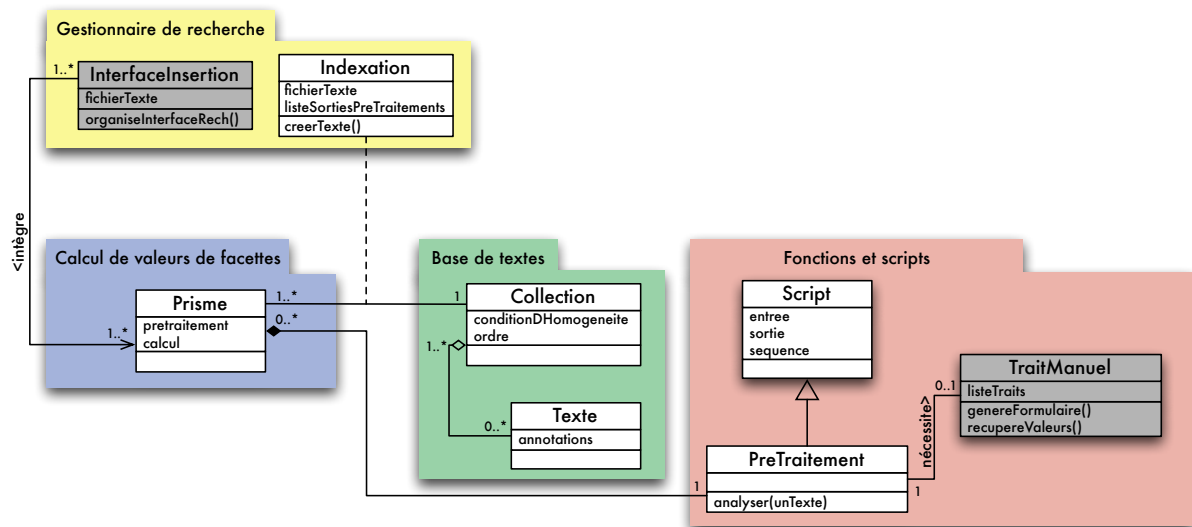 Gestionnaire de recherche
1..*
InterfaceInsertion
fichierTexte
organiseInterfaceRech()
Indexation
fichierTexte
listeSortiesPreTraitements
creerTexte()
<intègre
Calcul de valeurs de facettes
Prisme
pretraitement
calcul
1..*
1..*
0..*
Base de textes
1
Collection
conditionDHomogeneite
ordre
1..*
0..*
Texte
annotations
Fonctions et scripts
Script
entree
sortie
sequence
TraitManuel
listeTraits
genereFormulaire()
recupereValeurs()
0..1
nécessite>
1
PreTraitement
analyser(unTexte)
1